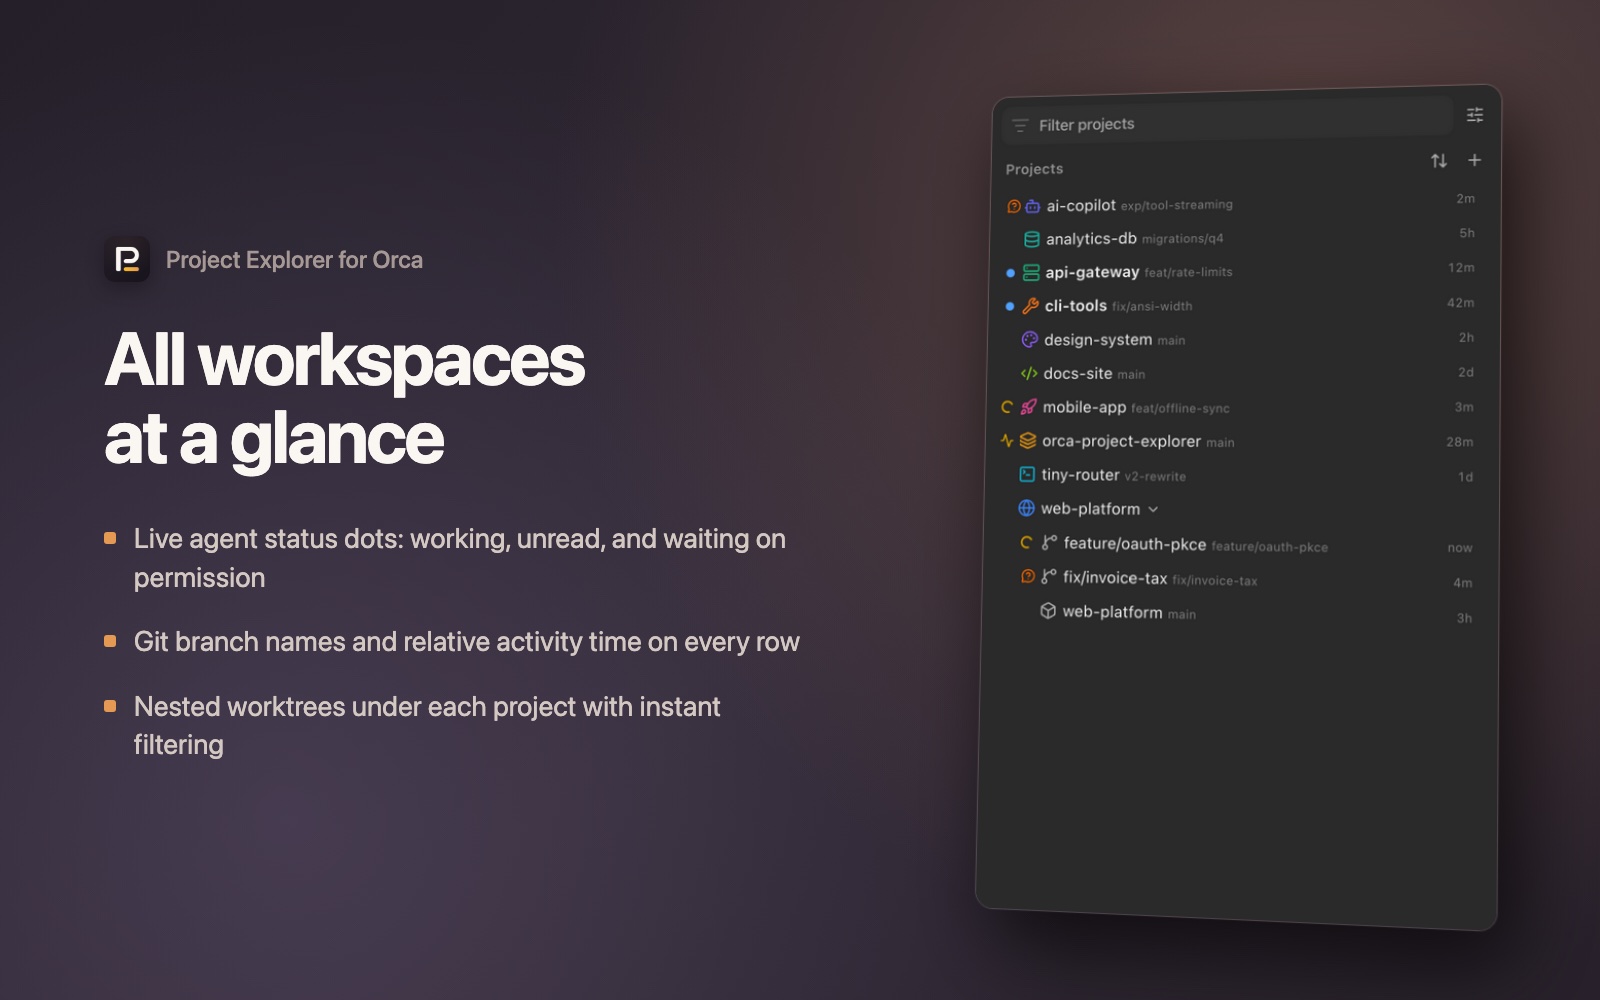 Project Explorer for Orca
All workspaces
at a glance
Live agent status dots: working, unread, and waiting on
permission
Git branch names and relative activity time on every row
Nested worktrees under each project with instant
filtering
Filter projects
Projects
ai-copilot exp/tool-streaming 2m
analytics-db migrations/q4 5h
api-gateway feat/rate-limits 12m
cli-tools fix/ansi-width 42m
design-system main 2h
docs-site main 2d
mobile-app feat/offline-sync 3m
orca-project-explorer main 28m
tiny-router v2-rewrite 1d
web-platform
feature/oauth-pkce feature/oauth-pkce now
fix/invoice-tax fix/invoice-tax 4m
web-platform main 3h